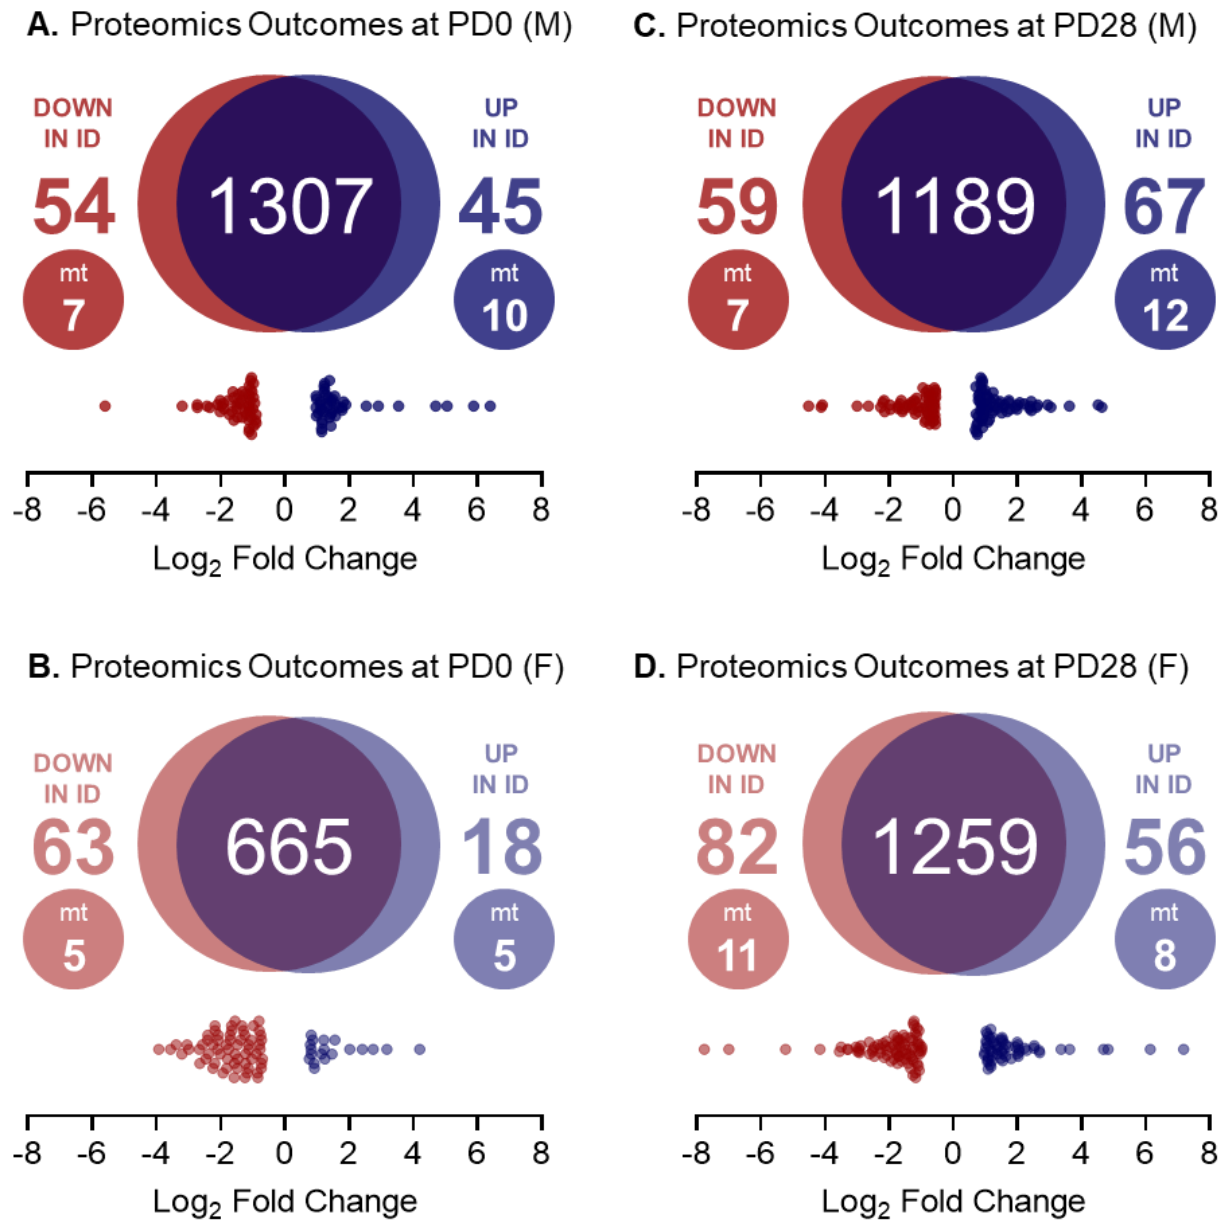 A. Proteomics Outcomes at PD0 (M)
DOWN
IN ID
54
mt
7
1307
UP
IN ID
45
mt
10
-8 -6 -4 -2 0 2 4 6 8
Log2 Fold Change
C. Proteomics Outcomes at PD28 (M)
DOWN
IN ID
59
mt
7
1189
UP
IN ID
67
mt
12
-8 -6 -4 -2 0 2 4 6 8
Log2 Fold Change
B. Proteomics Outcomes at PD0 (F)
DOWN
IN ID
63
mt
5
665
UP
IN ID
18
mt
5
-8 -6 -4 -2 0 2 4 6 8
Log2 Fold Change
D. Proteomics Outcomes at PD28 (F)
DOWN
IN ID
82
mt
11
1259
UP
IN ID
56
mt
8
-8 -6 -4 -2 0 2 4 6 8
Log2 Fold Change